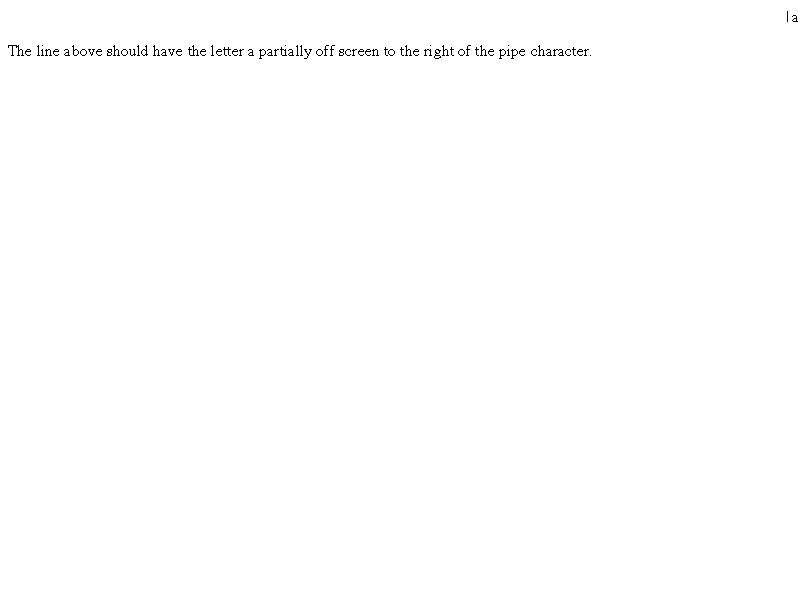 |a
The line above should have the letter a partially off screen to the right of the pipe character.